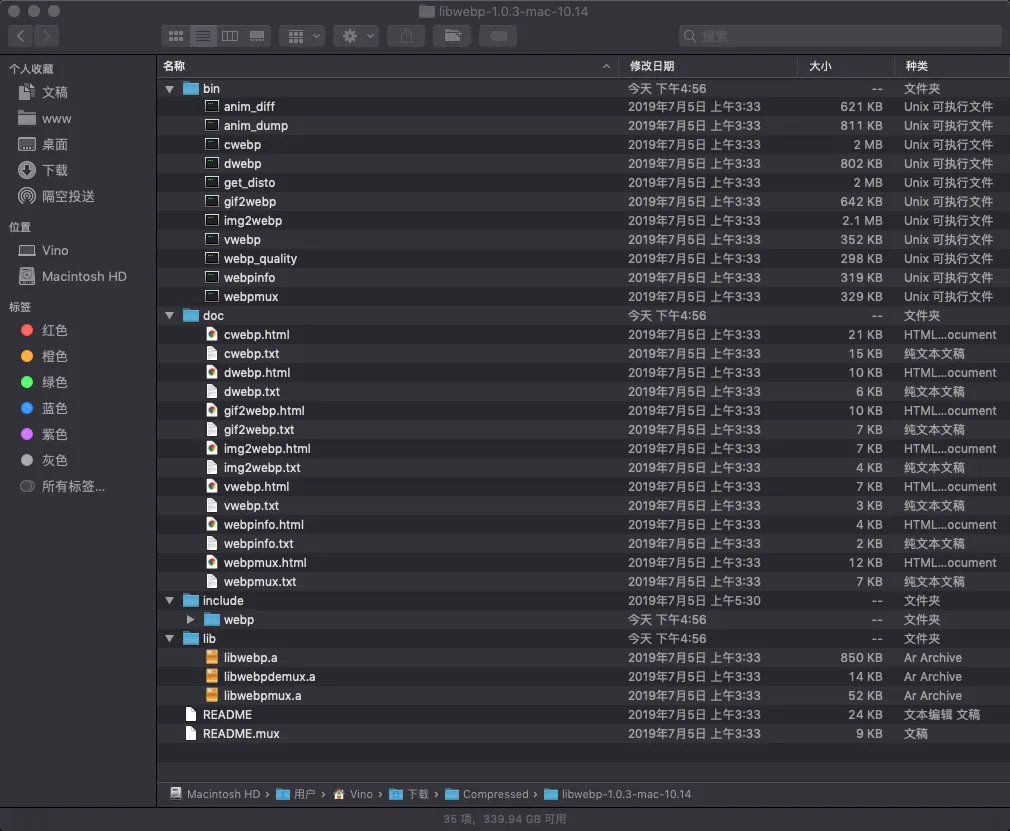 libwebp-1.0.3-mac-10.14
搜索
个人收藏
文稿
www
桌面
下载
隔空投送
位置
Vino
Macintosh HD
标签
红色
橙色
绿色
蓝色
紫色
灰色
所有标签...
名称 修改日期 大小 种类
bin 今天 下午4:56 -- 文件夹
anim_diff 2019年7月5日 上午3:33 621 KB Unix 可执行文件
anim_dump 2019年7月5日 上午3:33 811 KB Unix 可执行文件
cwebp 2019年7月5日 上午3:33 2 MB Unix 可执行文件
dwebp 2019年7月5日 上午3:33 802 KB Unix 可执行文件
get_disto 2019年7月5日 上午3:33 2 MB Unix 可执行文件
gif2webp 2019年7月5日 上午3:33 642 KB Unix 可执行文件
img2webp 2019年7月5日 上午3:33 2.1 MB Unix 可执行文件
vwebp 2019年7月5日 上午3:33 352 KB Unix 可执行文件
webp_quality 2019年7月5日 上午3:33 298 KB Unix 可执行文件
webpinfo 2019年7月5日 上午3:33 319 KB Unix 可执行文件
webpmux 2019年7月5日 上午3:33 329 KB Unix 可执行文件
doc 今天 下午4:56 -- 文件夹
cwebp.html 2019年7月5日 上午3:33 21 KB HTML...ocument
cwebp.txt 2019年7月5日 上午3:33 15 KB 纯文本文稿
dwebp.html 2019年7月5日 上午3:33 10 KB HTML...ocument
dwebp.txt 2019年7月5日 上午3:33 6 KB 纯文本文稿
gif2webp.html 2019年7月5日 上午3:33 10 KB HTML...ocument
gif2webp.txt 2019年7月5日 上午3:33 7 KB 纯文本文稿
img2webp.html 2019年7月5日 上午3:33 7 KB HTML...ocument
img2webp.txt 2019年7月5日 上午3:33 4 KB 纯文本文稿
vwebp.html 2019年7月5日 上午3:33 7 KB HTML...ocument
vwebp.txt 2019年7月5日 上午3:33 3 KB 纯文本文稿
webpinfo.html 2019年7月5日 上午3:33 4 KB HTML...ocument
webpinfo.txt 2019年7月5日 上午3:33 2 KB 纯文本文稿
webpmux.html 2019年7月5日 上午3:33 12 KB HTML...ocument
webpmux.txt 2019年7月5日 上午3:33 7 KB 纯文本文稿
include 2019年7月5日 上午5:30 -- 文件夹
webp 今天 下午4:56 -- 文件夹
lib 今天 下午4:56 -- 文件夹
libwebp.a 2019年7月5日 上午3:33 850 KB Ar Archive
libwebpdemux.a 2019年7月5日 上午3:33 14 KB Ar Archive
libwebpmux.a 2019年7月5日 上午3:33 52 KB Ar Archive
README 2019年7月5日 上午3:33 24 KB 文本编辑 文稿
README.mux 2019年7月5日 上午3:33 9 KB 文稿
Macintosh HD › 用户 › Vino › 下载 › Compressed › libwebp-1.0.3-mac-10.14
35 项，339.94 GB 可用